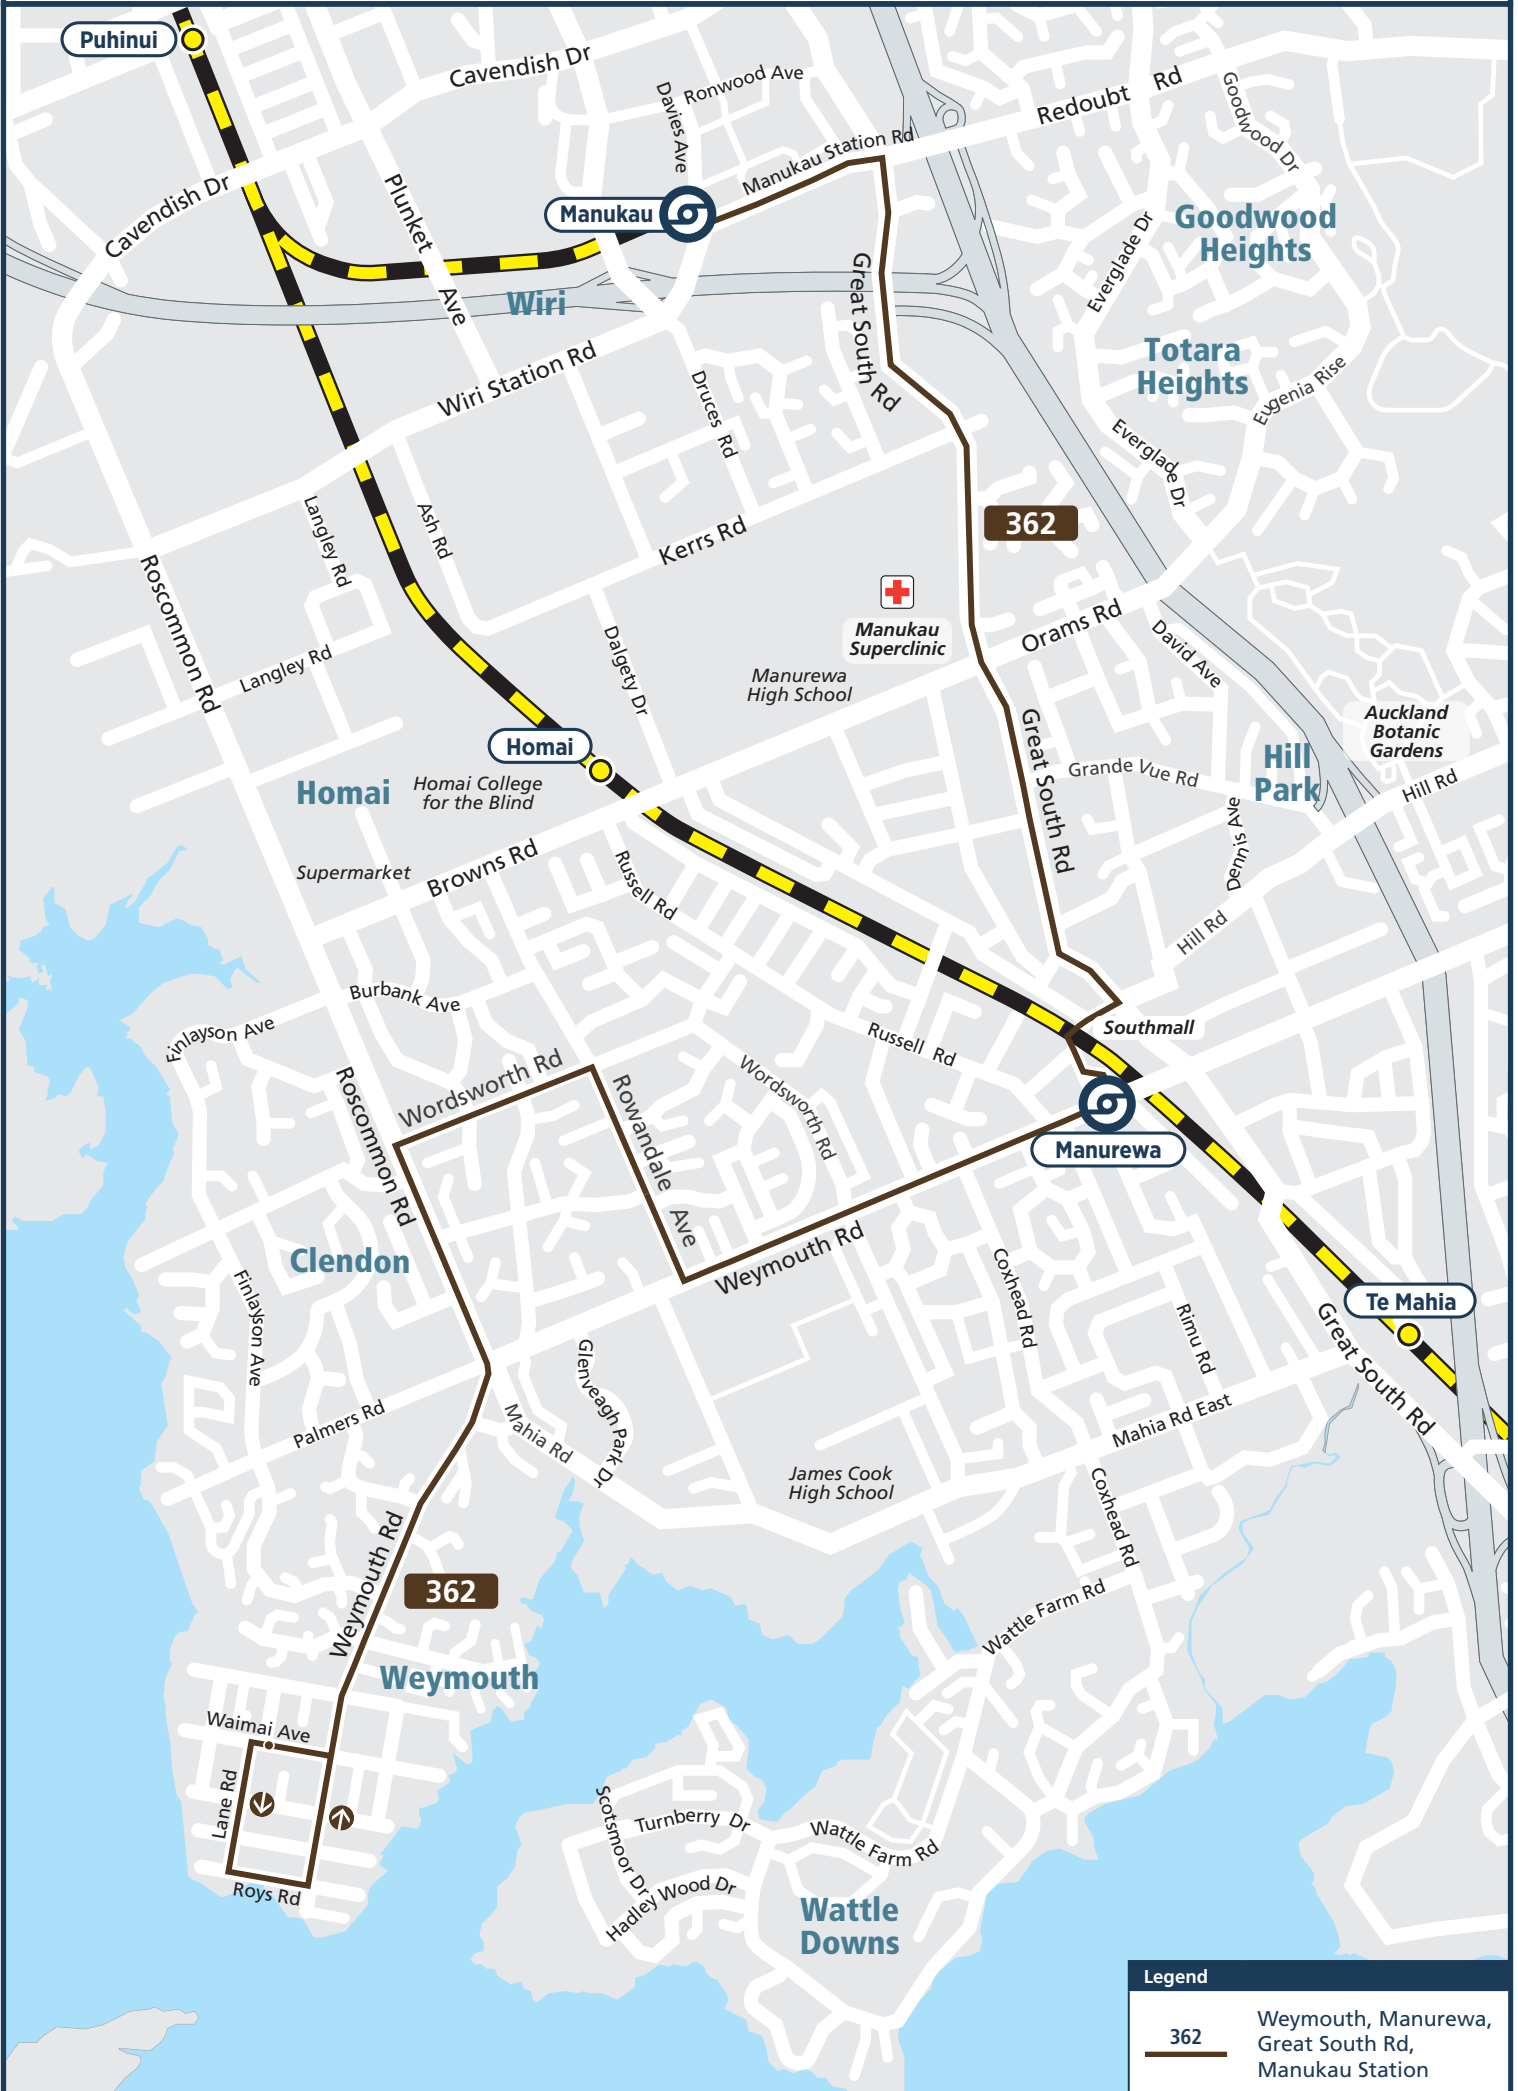 Puhinui
Cavendish Dr
Davies Ave
Ronwood Ave
Redoubt Rd
Goodwood Dr
Manukau Station Rd
Cavendish Dr
Plunket Ave
Manukau
Goodwood
Heights
Everglade Dr
Wiri
Great South Rd
Totara
Heights
Wiri Station Rd
Druces Rd
Eugenia Rise
Everglade Dr
Langley Rd
Ash Rd
362
Kerrs Rd
Roscommon Rd
Manukau
Superclinic
Orams Rd
David Ave
Langley Rd
Dalgety Dr
Manurewa
High School
Auckland
Botanic
Gardens
Homai
Great South Rd
Grande Vue Rd
Hill
Park
Hill Rd
Homai
Homai College
for the Blind
Dennis Ave
Supermarket
Browns Rd
Russell Rd
Hill Rd
Burbank Ave
Finlayson Ave
Southmall
Russell Rd
Wordsworth Rd
Wordsworth Rd
Roscommon Rd
Rowandale Ave
Manurewa
Clendon
Weymouth Rd
Finlayson Ave
Coxhead Rd
Te Mahia
Rimu Rd
Great South Rd
Glenveagh Park Dr
Palmers Rd
Mahia Rd
Mahia Rd East
James Cook
High School
Coxhead Rd
Weymouth Rd
362
Wattle Farm Rd
Weymouth
Waimai Ave
Lane Rd
Scotsmoor Dr
Turnberry Dr
Wattle Farm Rd
Roys Rd
Hadley Wood Dr
Wattle
Downs
Legend
362
Weymouth, Manurewa,
Great South Rd,
Manukau Station